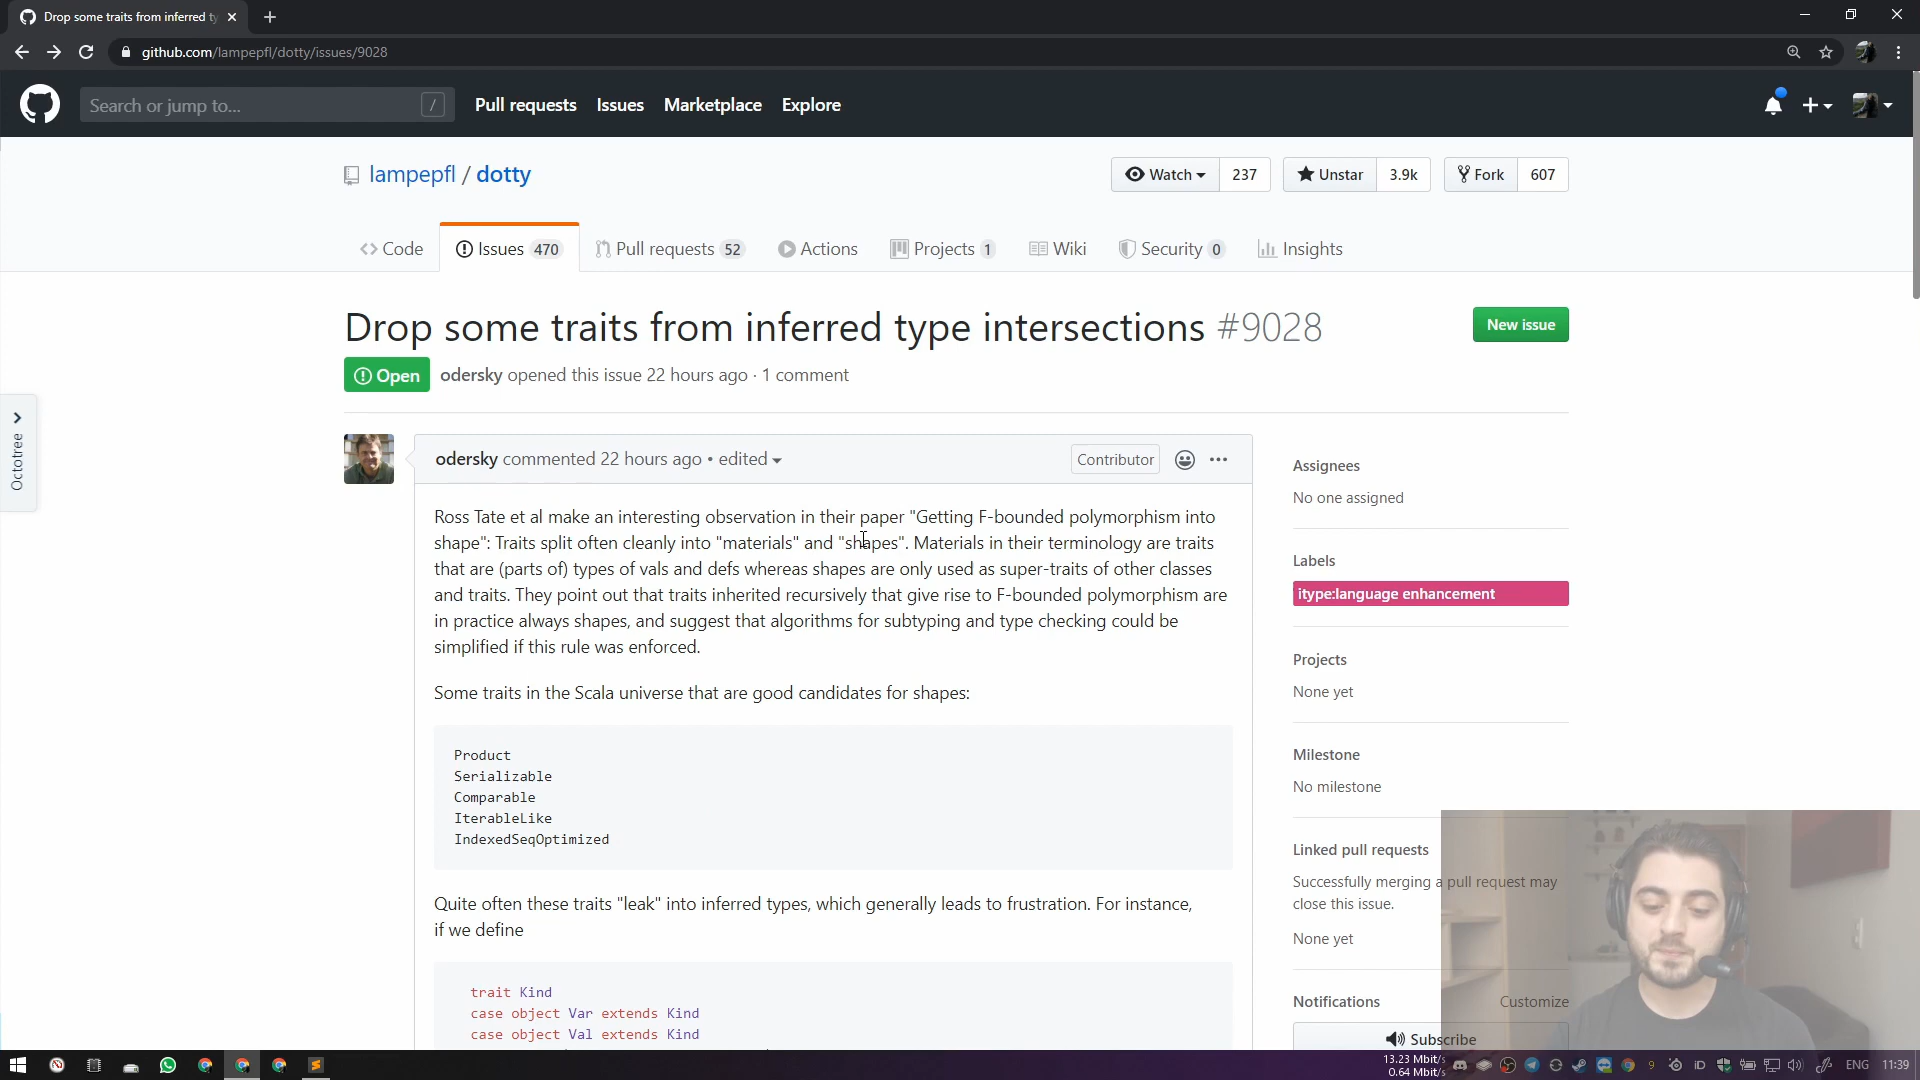 Drop some traits from inferred ty
github.com/lampepfl/dotty/issues/9028
Search or jump to...
/
Pull requests
Issues
Marketplace
Explore
lampepfl / dotty
Watch
237
Unstar
3.9k
Fork
607
Code
Issues 470
Pull requests 52
Actions
Projects 1
Wiki
Security 0
Insights
Drop some traits from inferred type intersections #9028
New issue
Open
odersky opened this issue 22 hours ago · 1 comment
Octotree
odersky commented 22 hours ago • edited
Contributor
Ross Tate et al make an interesting observation in their paper "Getting F-bounded polymorphism into
shape": Traits split often cleanly into "materials" and "shapes". Materials in their terminology are traits
that are (parts of) types of vals and defs whereas shapes are only used as super-traits of other classes
and traits. They point out that traits inherited recursively that give rise to F-bounded polymorphism are
in practice always shapes, and suggest that algorithms for subtyping and type checking could be
simplified if this rule was enforced.
Some traits in the Scala universe that are good candidates for shapes:
Product
Serializable
Comparable
IterableLike
IndexedSeqOptimized
Quite often these traits "leak" into inferred types, which generally leads to frustration. For instance,
if we define
trait Kind
case object Var extends Kind
case object Val extends Kind
Assignees
No one assigned
Labels
itype:language enhancement
Projects
None yet
Milestone
No milestone
Linked pull requests
Successfully merging a pull request may
close this issue.
None yet
Notifications
Customize
Subscribe
13.23 Mbit/s
0.64 Mbit/s
9
ENG
11:39